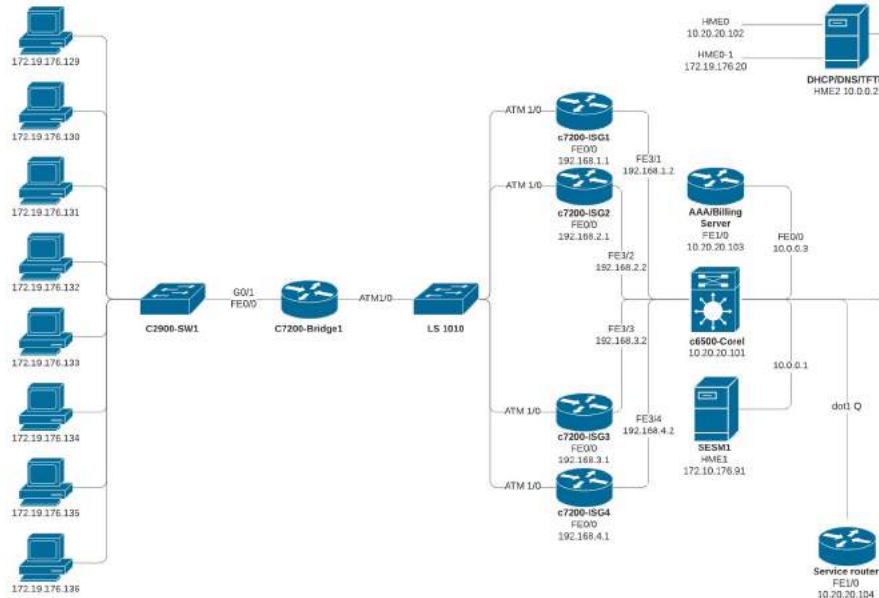 172.19.176.129
172.19.176.130
172.19.176.131
172.19.176.132
172.19.176.133
172.19.176.134
172.19.176.135
172.19.176.136
C2900-SW1
G0/1
FE0/0
C7200-Bridge1
ATM1/0
LS 1010
ATM 1/0
ATM 1/0
ATM 1/0
ATM 1/0
c7200-ISG1
FE0/0
192.168.1.1
c7200-ISG2
FE0/0
192.168.2.1
c7200-ISG3
FE0/0
192.168.3.1
c7200-ISG4
FE0/0
192.168.4.1
FE3/1
192.168.1.2
FE3/2
192.168.2.2
FE3/3
192.168.3.2
FE3/4
192.168.4.2
HME0
10.20.20.102
HME0-1
172.19.176.20
DHCP/DNS/TFT
HME2 10.0.0.2
AAA/Billing
Server
FE1/0
10.20.20.103
FE0/0
10.0.0.3
c6500-Corel
10.20.20.101
10.0.0.1
SESM1
HME1
172.10.176.91
dot1 Q
Service router
FE1/0
10.20.20.104